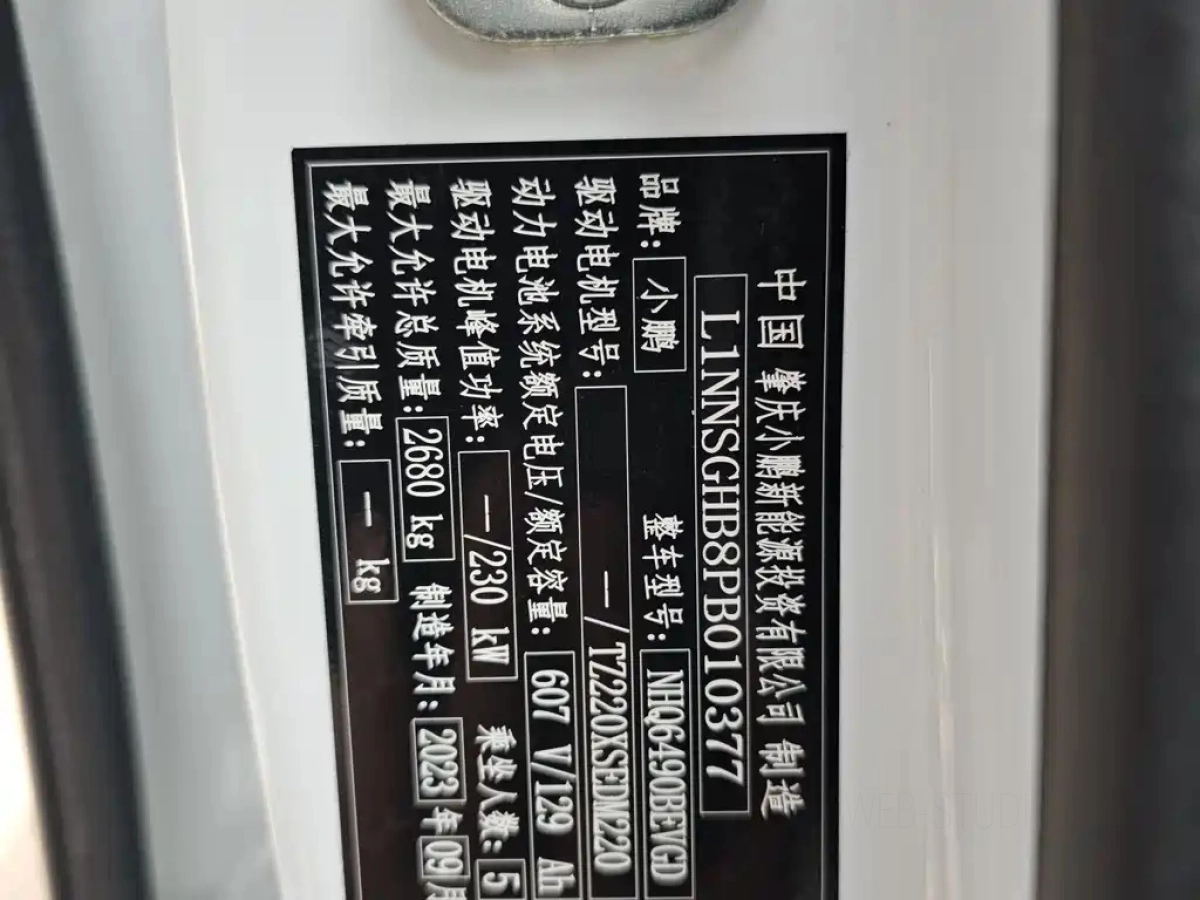 中国 肇庆小鹏新能源投资有限公司 制造
L1NNSGHB8PB010377
品牌: 小鹏 整车型号: NHQ6490BEVGD
驱动电机型号: —/TZ220XSEDM220
动力电池系统额定电压/额定容量: 607 V/129 Ah
驱动电机峰值功率: —/230 kW 乘坐人数: 5
最大允许总质量: 2680 kg 制造年月: 2023 年 09 月
最大允许牵引质量: — kg